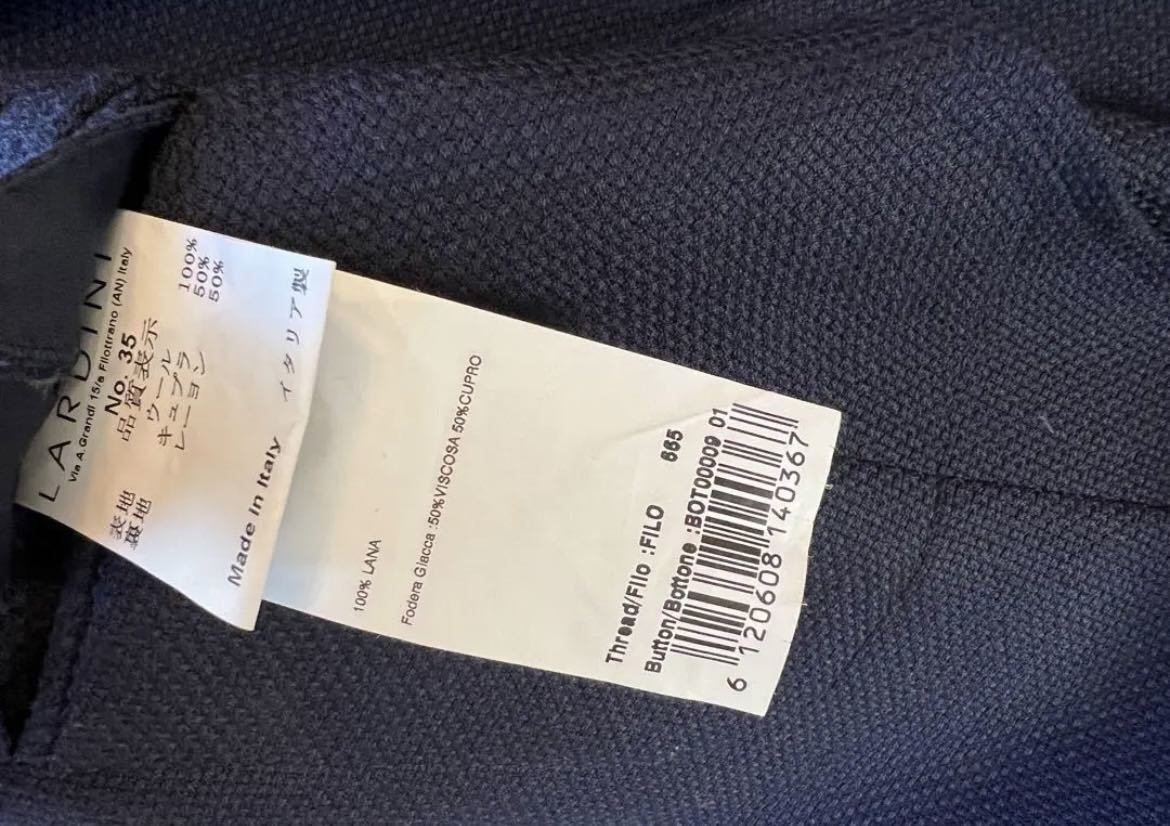 LARDINI
Via A.Grandi 15/a Filottrano (AN) Italy
No. 35
品質表示
表地 ウール 100%
裏地 キュプラ 50%
レーヨン 50%
Made in Italy イタリア製
100% LANA
Fodera Giacca :50%VISCOSA 50%CUPRO
Thread/Filo :FILO 665
Button/Bottone :BOT00009 01
6 120608 140367